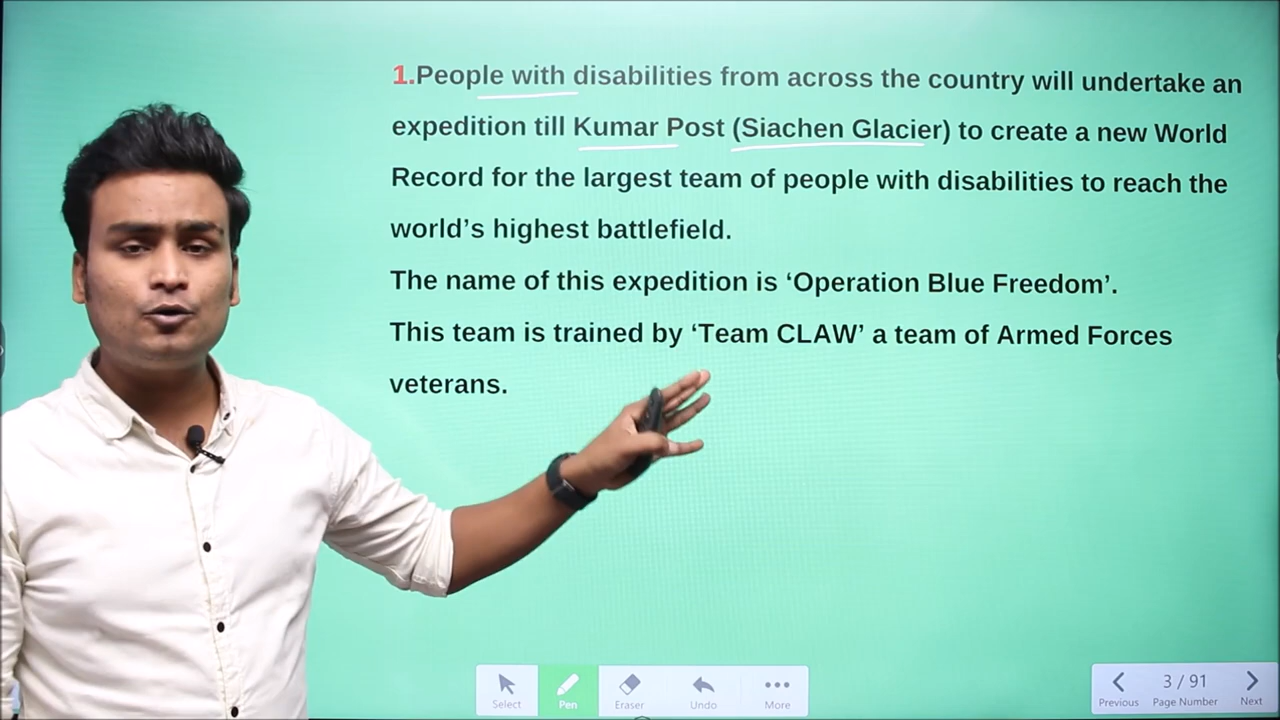 1.People with disabilities from across the country will undertake an
expedition till Kumar Post (Siachen Glacier) to create a new World
Record for the largest team of people with disabilities to reach the
world’s highest battlefield.
The name of this expedition is ‘Operation Blue Freedom’.
This team is trained by ‘Team CLAW’ a team of Armed Forces
veterans.
Select Pen Eraser Undo More
3 / 91
Previous Page Number Next